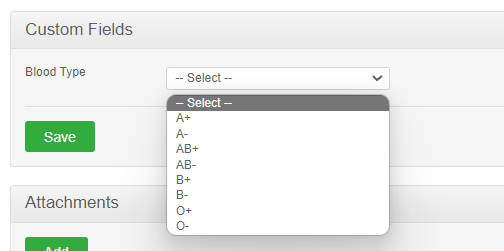 Custom Fields
Blood Type
-- Select --
-- Select --
A+
A-
AB+
AB-
B+
B-
O+
O-
Save
Attachments
Add